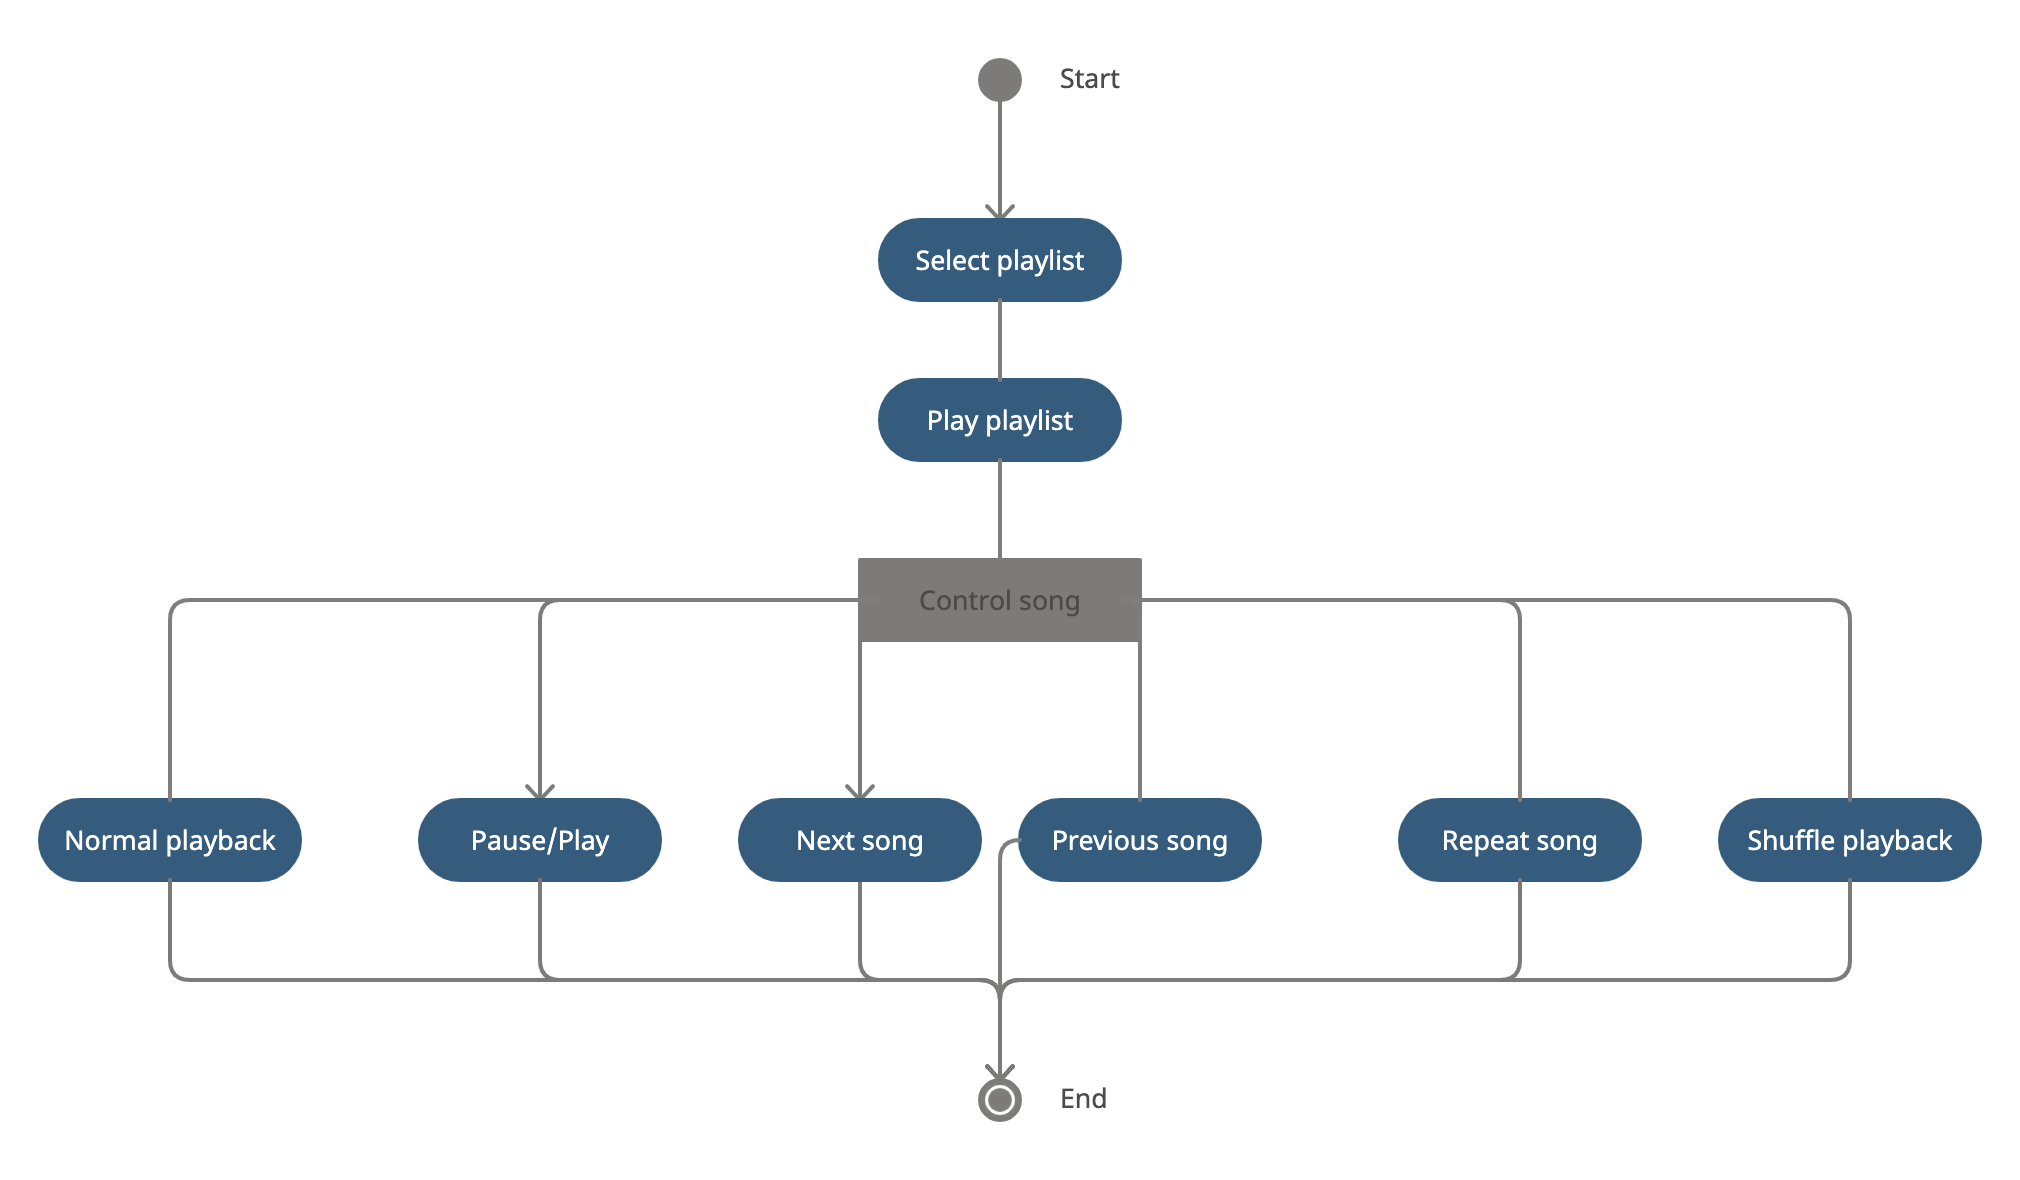 Start
Select playlist
Play playlist
Control song
Normal playback
Pause/Play
Next song
Previous song
Repeat song
Shuffle playback
End